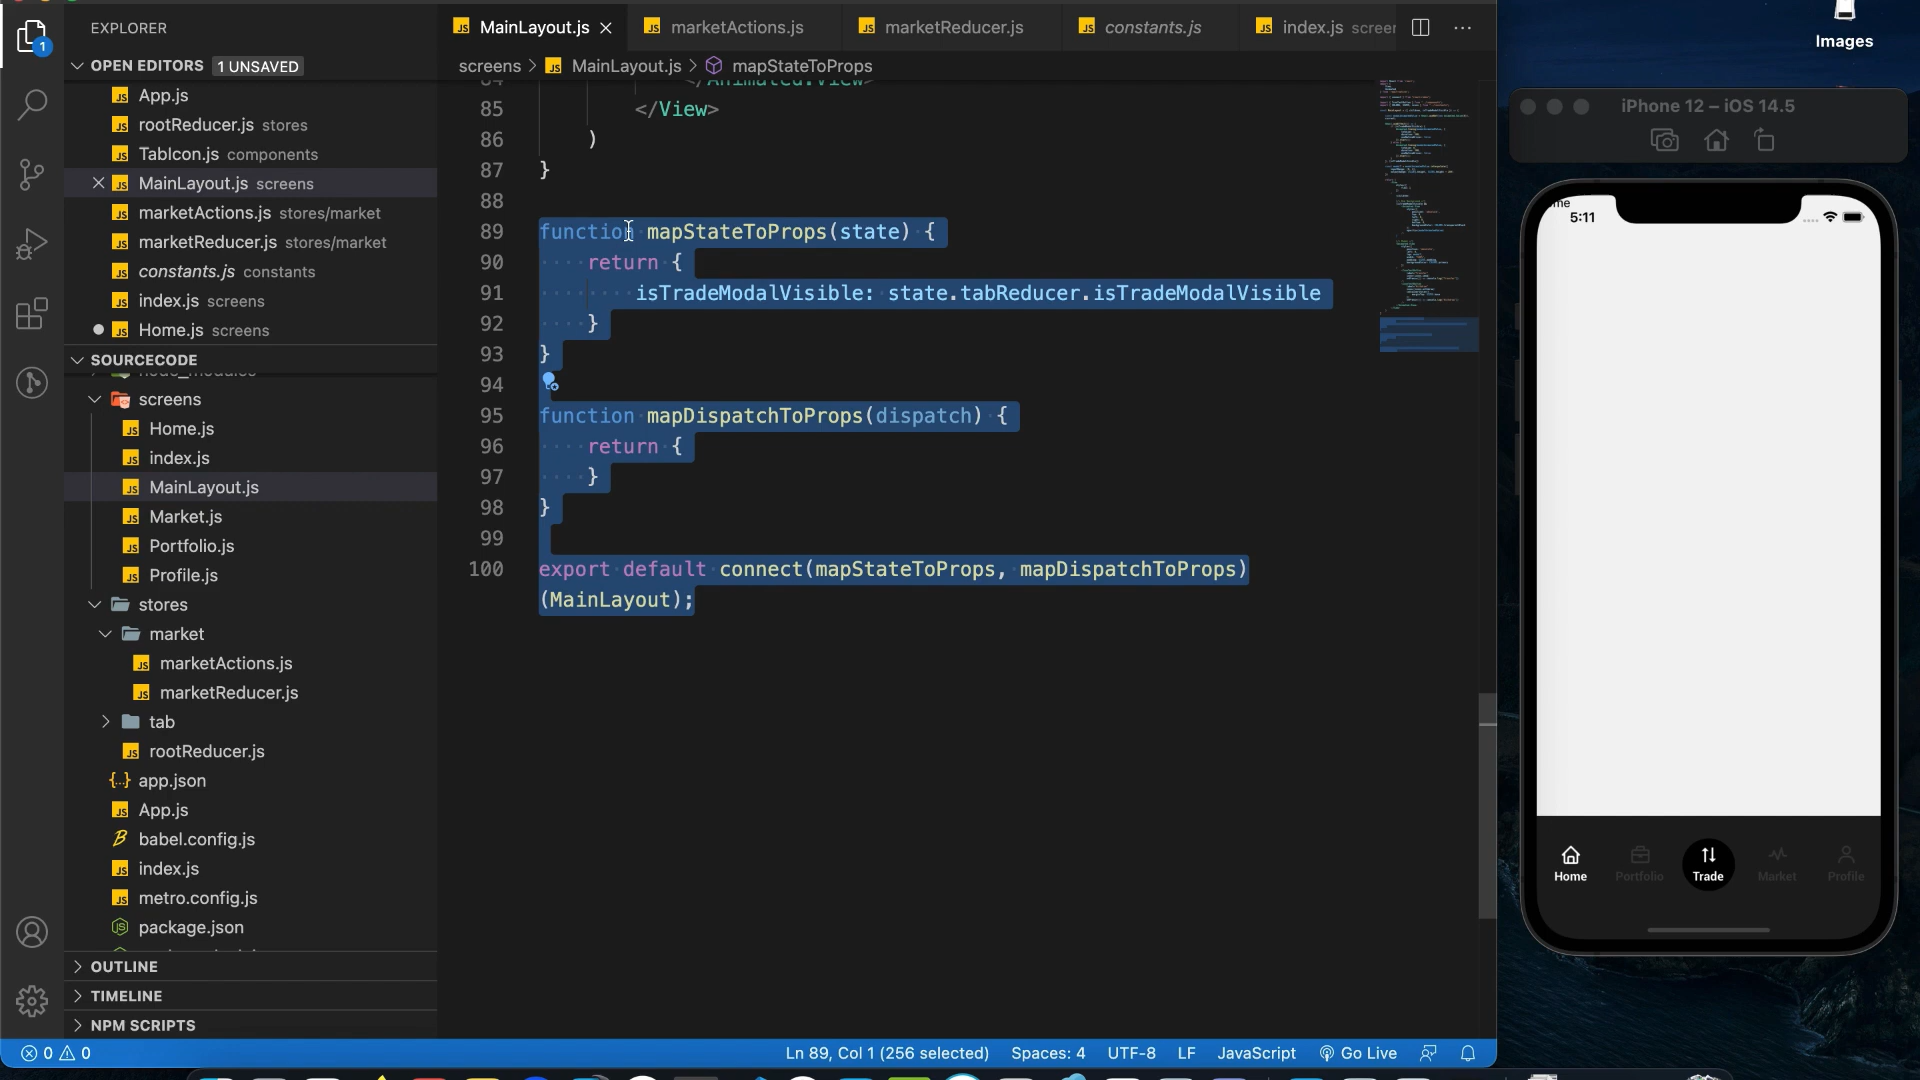 EXPLORER
OPEN EDITORS 1 UNSAVED
App.js
rootReducer.js stores
TabIcon.js components
MainLayout.js screens
marketActions.js stores/market
marketReducer.js stores/market
constants.js constants
index.js screens
Home.js screens
SOURCECODE
node_modules
screens
Home.js
index.js
MainLayout.js
Market.js
Portfolio.js
Profile.js
stores
market
marketActions.js
marketReducer.js
tab
rootReducer.js
app.json
App.js
babel.config.js
index.js
metro.config.js
package.json
OUTLINE
TIMELINE
NPM SCRIPTS
MainLayout.js marketActions.js marketReducer.js constants.js index.js screen
screens > MainLayout.js > mapStateToProps
84 </Animated.View>
85 </View>
86 )
87 }
88
89 function mapStateToProps(state) {
90 return {
91 isTradeModalVisible: state.tabReducer.isTradeModalVisible
92 }
93 }
94
95 function mapDispatchToProps(dispatch) {
96 return {
97 }
98 }
99
100 export default connect(mapStateToProps, mapDispatchToProps)
(MainLayout);
0 0 Ln 89, Col 1 (256 selected) Spaces: 4 UTF-8 LF JavaScript Go Live
1
Images
iPhone 12 – iOS 14.5
5:11
Home Portfolio Trade Market Profile